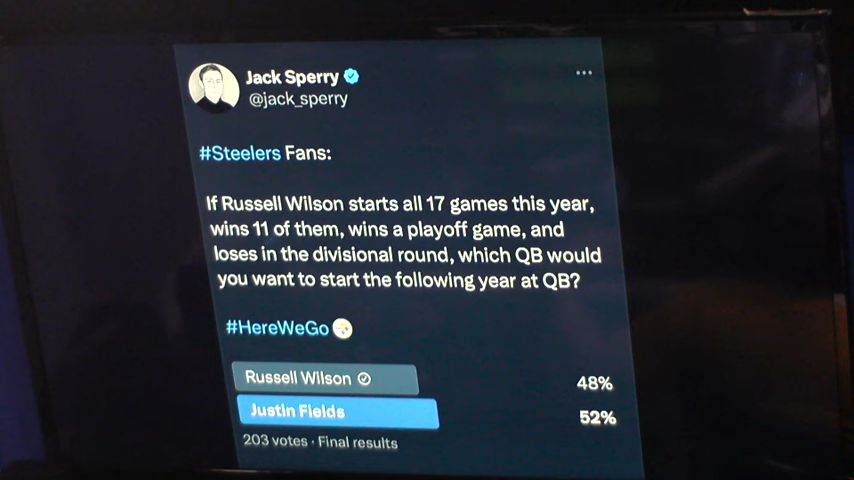 Jack Sperry
@jack_sperry
#Steelers Fans:
If Russell Wilson starts all 17 games this year,
wins 11 of them, wins a playoff game, and
loses in the divisional round, which QB would
you want to start the following year at QB?
#HereWeGo
Russell Wilson 48%
Justin Fields 52%
203 votes · Final results